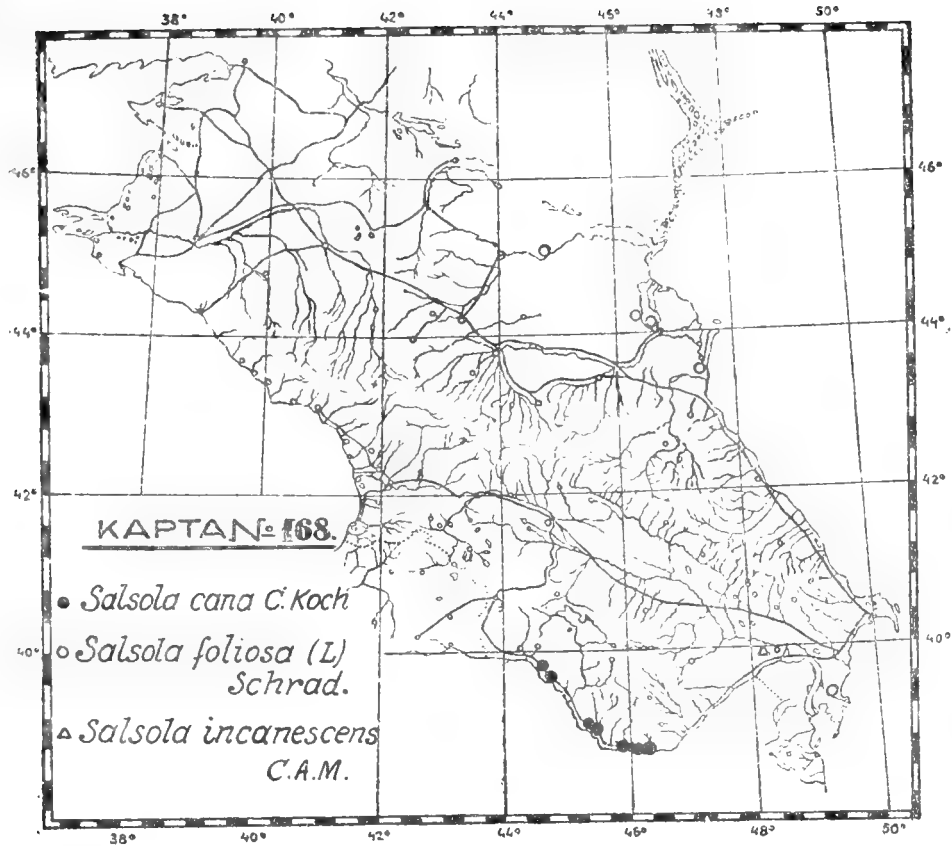 38° 40° 42° 44° 46° 48° 50°
46° 46°
44° 44°
42° 42°
КАРТА № 168.
Salsola cana C. Koch
40° Salsola foliosa (L) 40°
Schrad.
Salsola incanescens
C.A.M.
38° 40° 42° 44° 46° 48° 50°